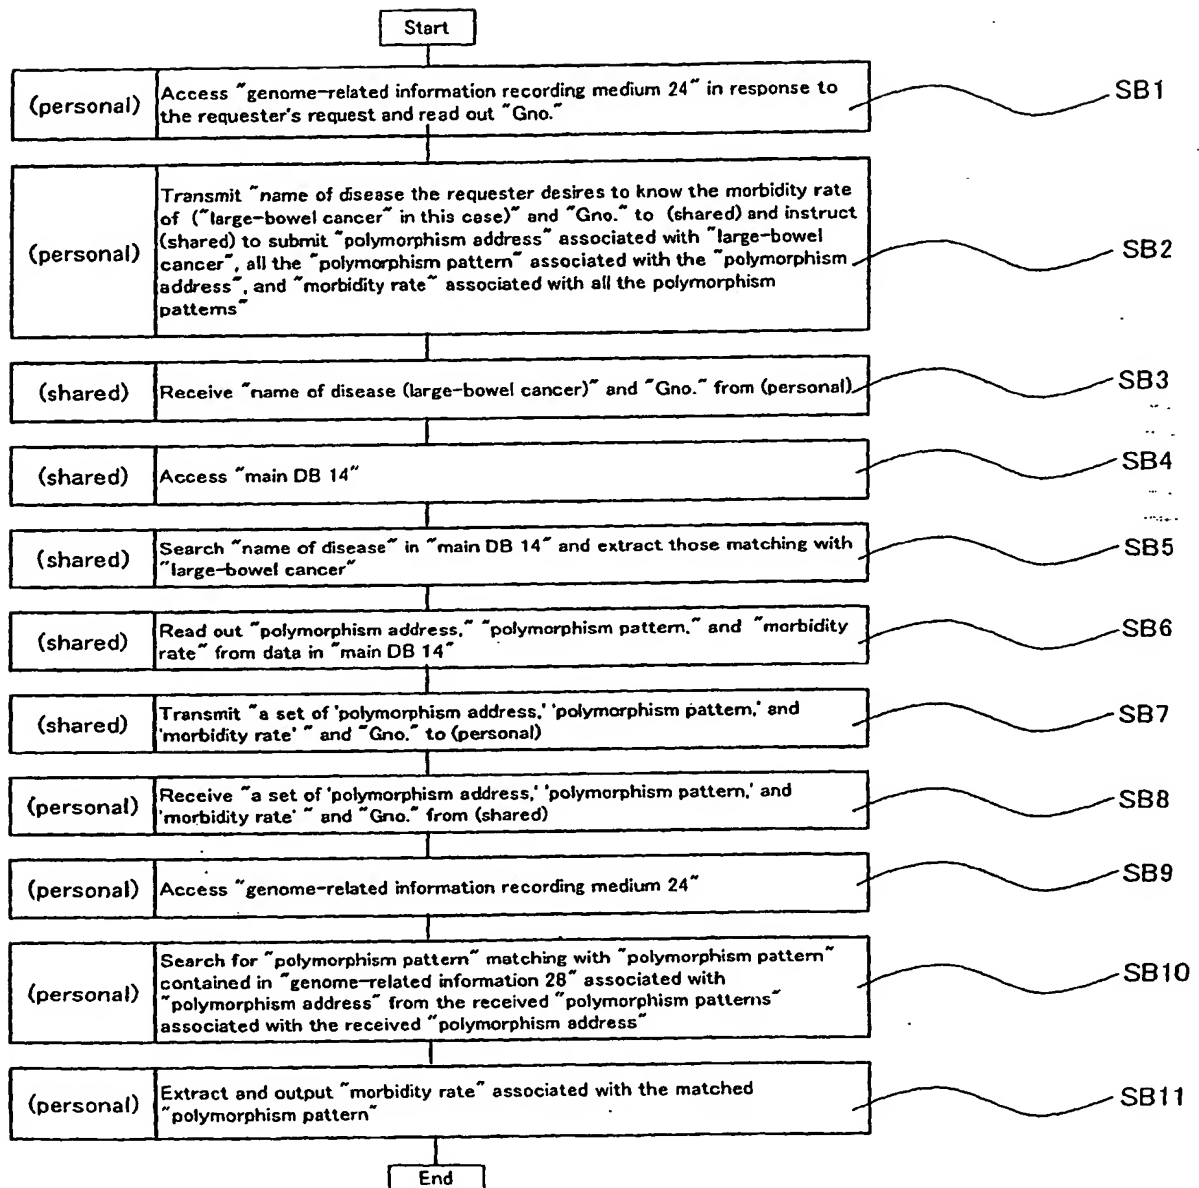 Start
(personal)
Access "genome-related information recording medium 24" in response to
the requester's request and read out "Gno."
SB1
(personal)
Transmit "name of disease the requester desires to know the morbidity rate
of ("large-bowel cancer" in this case)" and "Gno." to (shared) and instruct
(shared) to submit "polymorphism address" associated with "large-bowel
cancer", all the "polymorphism pattern" associated with the "polymorphism
address", and "morbidity rate" associated with all the polymorphism
patterns"
SB2
(shared)
Receive "name of disease (large-bowel cancer)" and "Gno." from (personal)
SB3
(shared)
Access "main DB 14"
SB4
(shared)
Search "name of disease" in "main DB 14" and extract those matching with
"large-bowel cancer"
SB5
(shared)
Read out "polymorphism address," "polymorphism pattern," and "morbidity
rate" from data in "main DB 14"
SB6
(shared)
Transmit "a set of 'polymorphism address,' 'polymorphism pattern,' and
'morbidity rate' " and "Gno." to (personal)
SB7
(personal)
Receive "a set of 'polymorphism address,' 'polymorphism pattern,' and
'morbidity rate' " and "Gno." from (shared)
SB8
(personal)
Access "genome-related information recording medium 24"
SB9
(personal)
Search for "polymorphism pattern" matching with "polymorphism pattern"
contained in "genome-related information 28" associated with
"polymorphism address" from the received "polymorphism patterns"
associated with the received "polymorphism address"
SB10
(personal)
Extract and output "morbidity rate" associated with the matched
"polymorphism pattern"
SB11
End